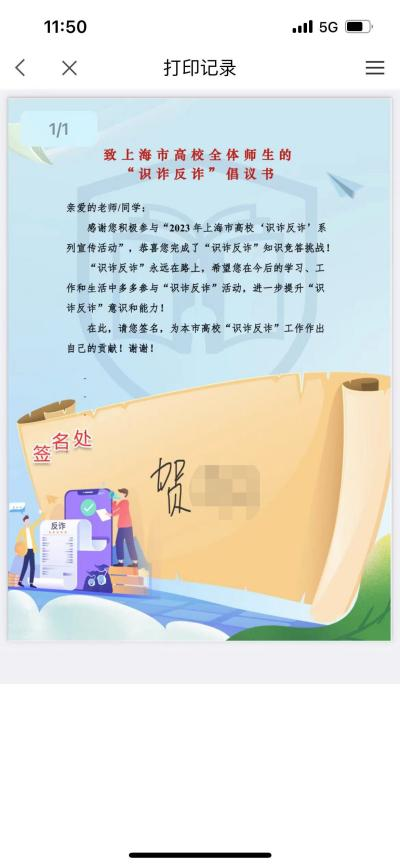 11:50
5G
打印记录
1/1
致上海市高校全体师生的
“识诈反诈”倡议书
亲爱的老师/同学：
感谢您积极参与“2023年上海市高校‘识诈反诈’系
列宣传活动”，恭喜您完成了“识诈反诈”知识竞答挑战！
“识诈反诈”永远在路上，希望您在今后的学习、工
作和生活中多多参与“识诈反诈”活动，进一步提升“识
诈反诈”意识和能力！
在此，请您签名，为本市高校“识诈反诈”工作作出
自己的贡献！谢谢！
签名处
贺
反诈